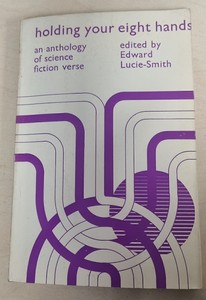 holding your eight hands
an anthology
of science
fiction verse
edited by
Edward
Lucie-Smith